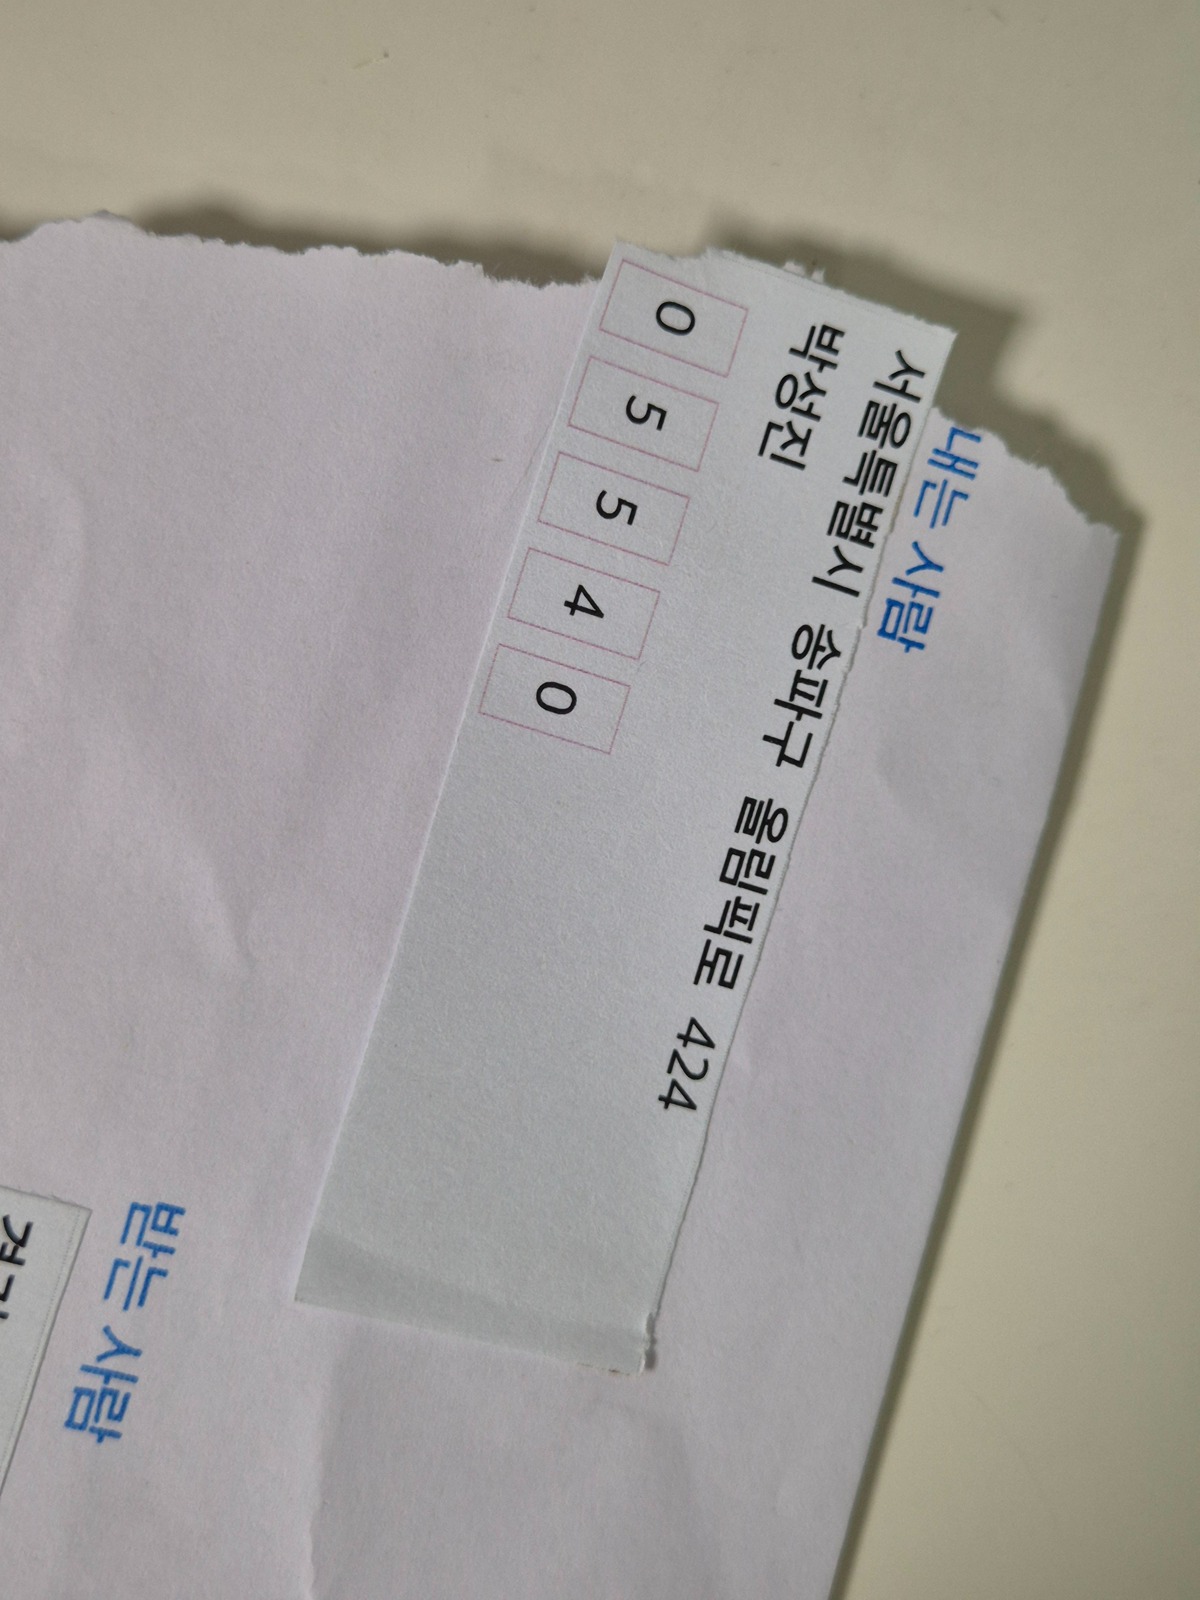 내는 사람
서울특별시 송파구 올림픽로 424
박성진
0 5 5 4 0
받는 사람